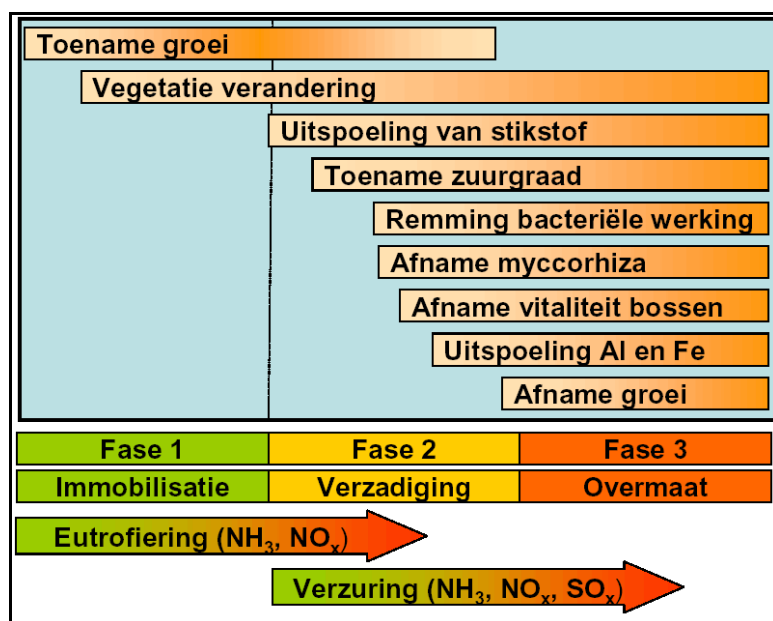 Toename groei
Vegetatie verandering
Uitspoeling van stikstof
Toename zuurgraad
Remming bacteriële werking
Afname myccorhiza
Afname vitaliteit bossen
Uitspoeling Al en Fe
Afname groei
Fase 1 Fase 2 Fase 3
Immobilisatie Verzadiging Overmaat
Eutrofiering (NH₃, NOₓ)
Verzuring (NH₃, NOₓ, SOₓ)